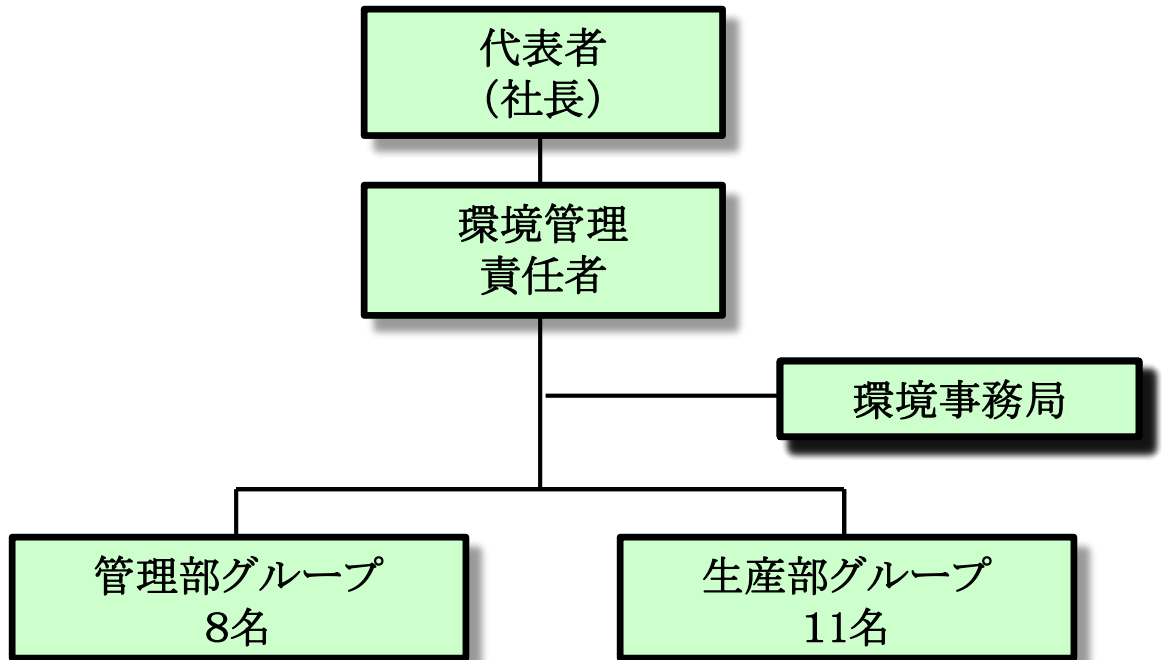 代表者
（社長）
環境管理
責任者
環境事務局
管理部グループ
８名
生産部グループ
11名